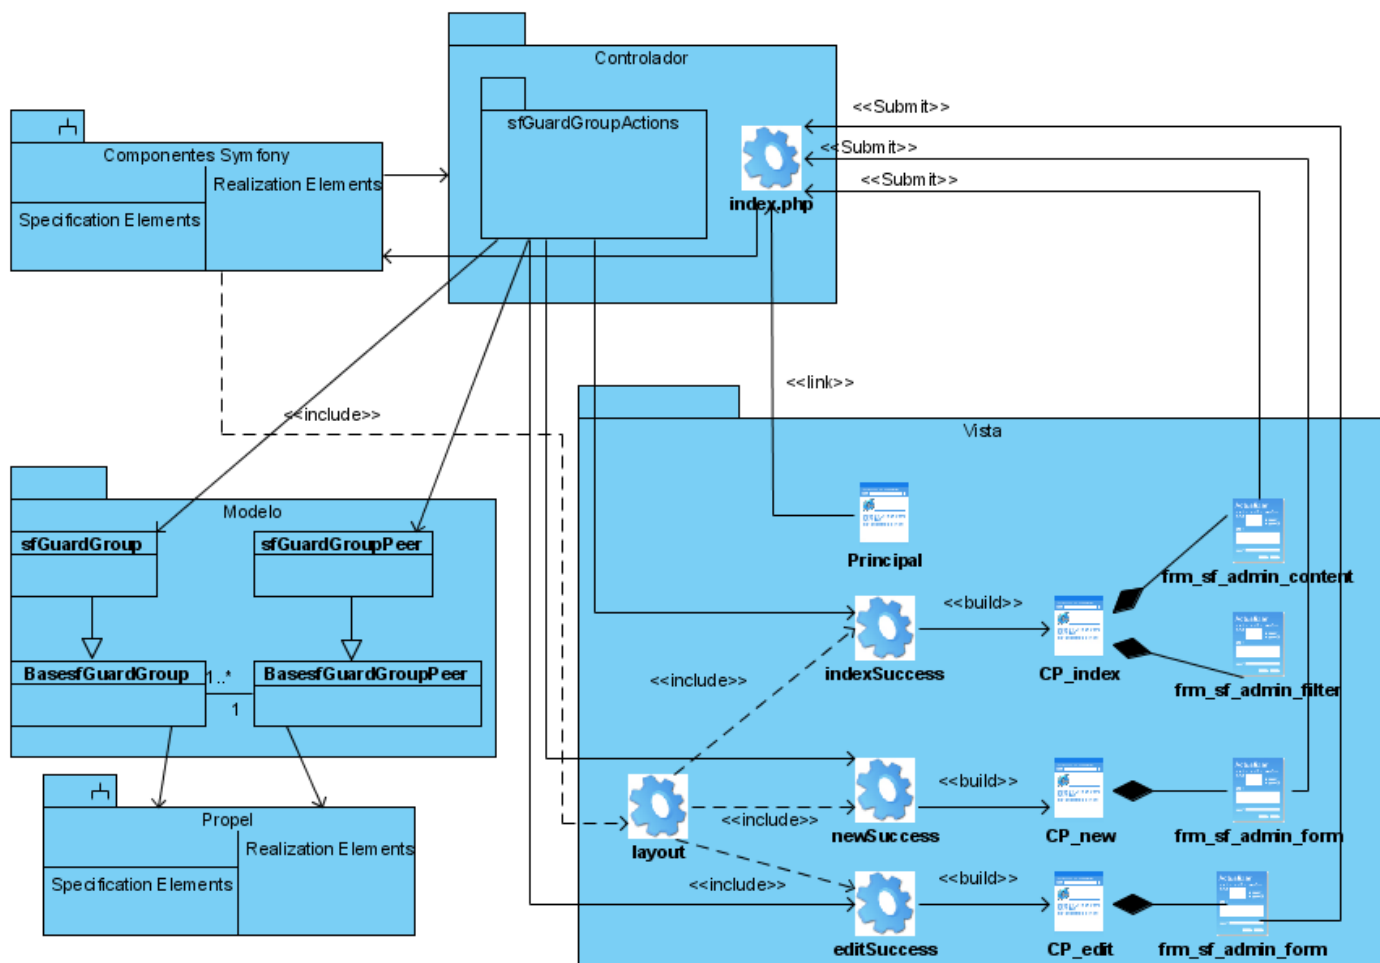 Controlador
<<Submit>>
sfGuardGroupActions
<<Submit>>
Componentes Symfony
Realization Elements
<<Submit>>
index.php
Specification Elements
<<link>>
<<include>>
Vista
Modelo
sfGuardGroup
sfGuardGroupPeer
Principal
frm_sf_admin_content
<<build>>
BasesfGuardGroup
1..*
BasesfGuardGroupPeer
indexSuccess
CP_index
<<include>>
frm_sf_admin_filter
1
<<build>>
Propel
<<include>>
newSuccess
CP_new
frm_sf_admin_form
Realization Elements
layout
Specification Elements
<<include>>
<<build>>
editSuccess
CP_edit
frm_sf_admin_form